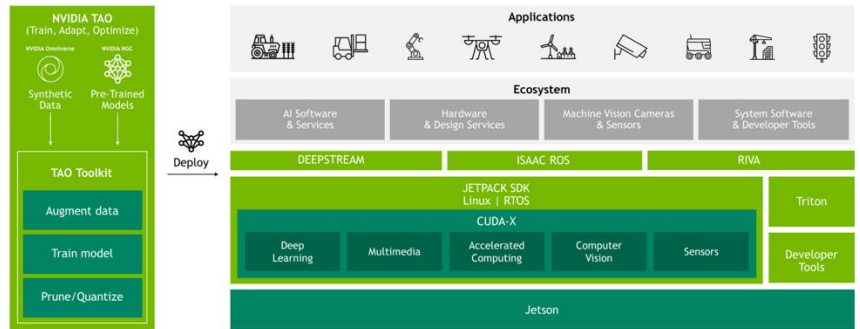 NVIDIA TAO
(Train, Adapt, Optimize)
NVIDIA Omniverse
NVIDIA NGC
Synthetic
Data
Pre-Trained
Models
TAO Toolkit
Augment data
Train model
Prune/Quantize
Deploy
Applications
Ecosystem
AI Software
& Services
Hardware
& Design Services
Machine Vision Cameras
& Sensors
System Software
& Developer Tools
DEEPSTREAM
ISAAC ROS
RIVA
JETPACK SDK
Linux | RTOS
CUDA-X
Deep
Learning
Multimedia
Accelerated
Computing
Computer
Vision
Sensors
Triton
Developer
Tools
Jetson